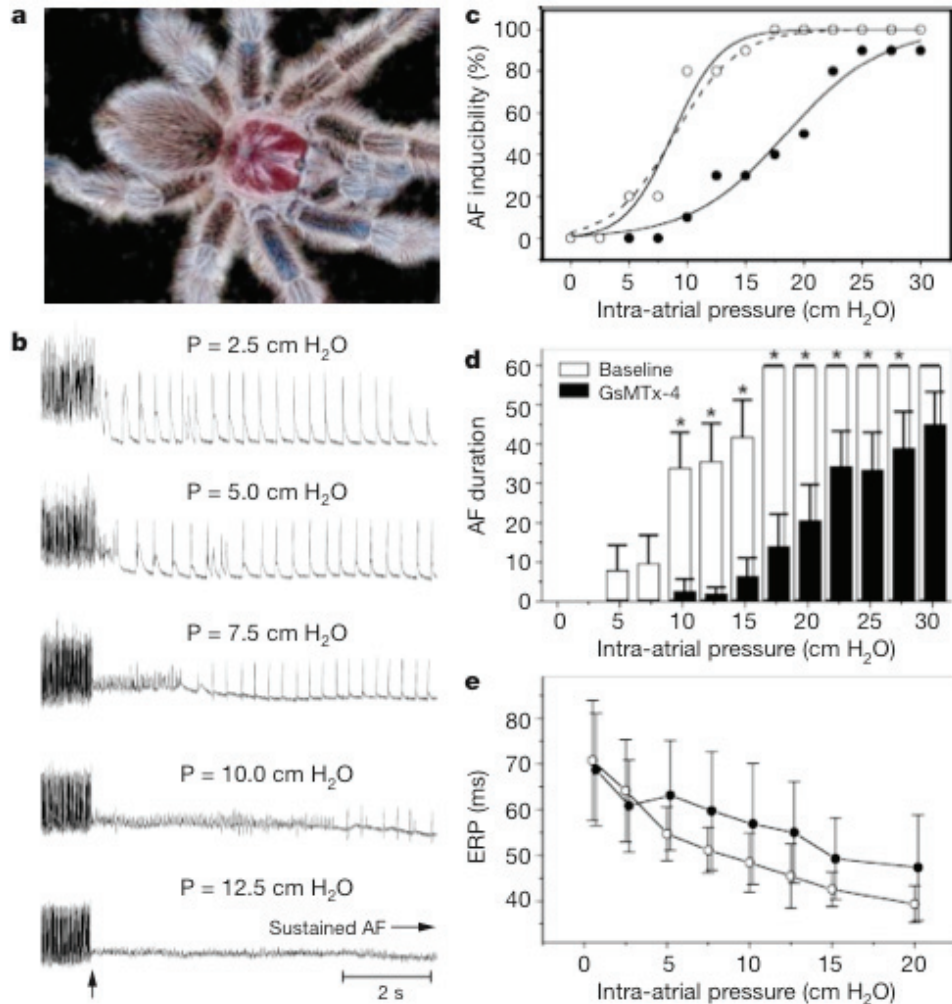 a
b
P = 2.5 cm H₂O
P = 5.0 cm H₂O
P = 7.5 cm H₂O
P = 10.0 cm H₂O
P = 12.5 cm H₂O
Sustained AF
2 s
c
AF inducibility (%)
100
80
60
40
20
0
0 5 10 15 20 25 30
Intra-atrial pressure (cm H₂O)
d
AF duration
60
50
40
30
20
10
0
Baseline
GsMTx-4
* * * * * * * *
0 5 10 15 20 25 30
Intra-atrial pressure (cm H₂O)
e
ERP (ms)
80
70
60
50
40
0 5 10 15 20
Intra-atrial pressure (cm H₂O)